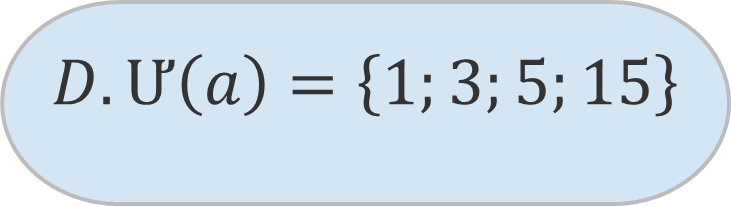 D. Ư(a) = {1; 3; 5; 15}